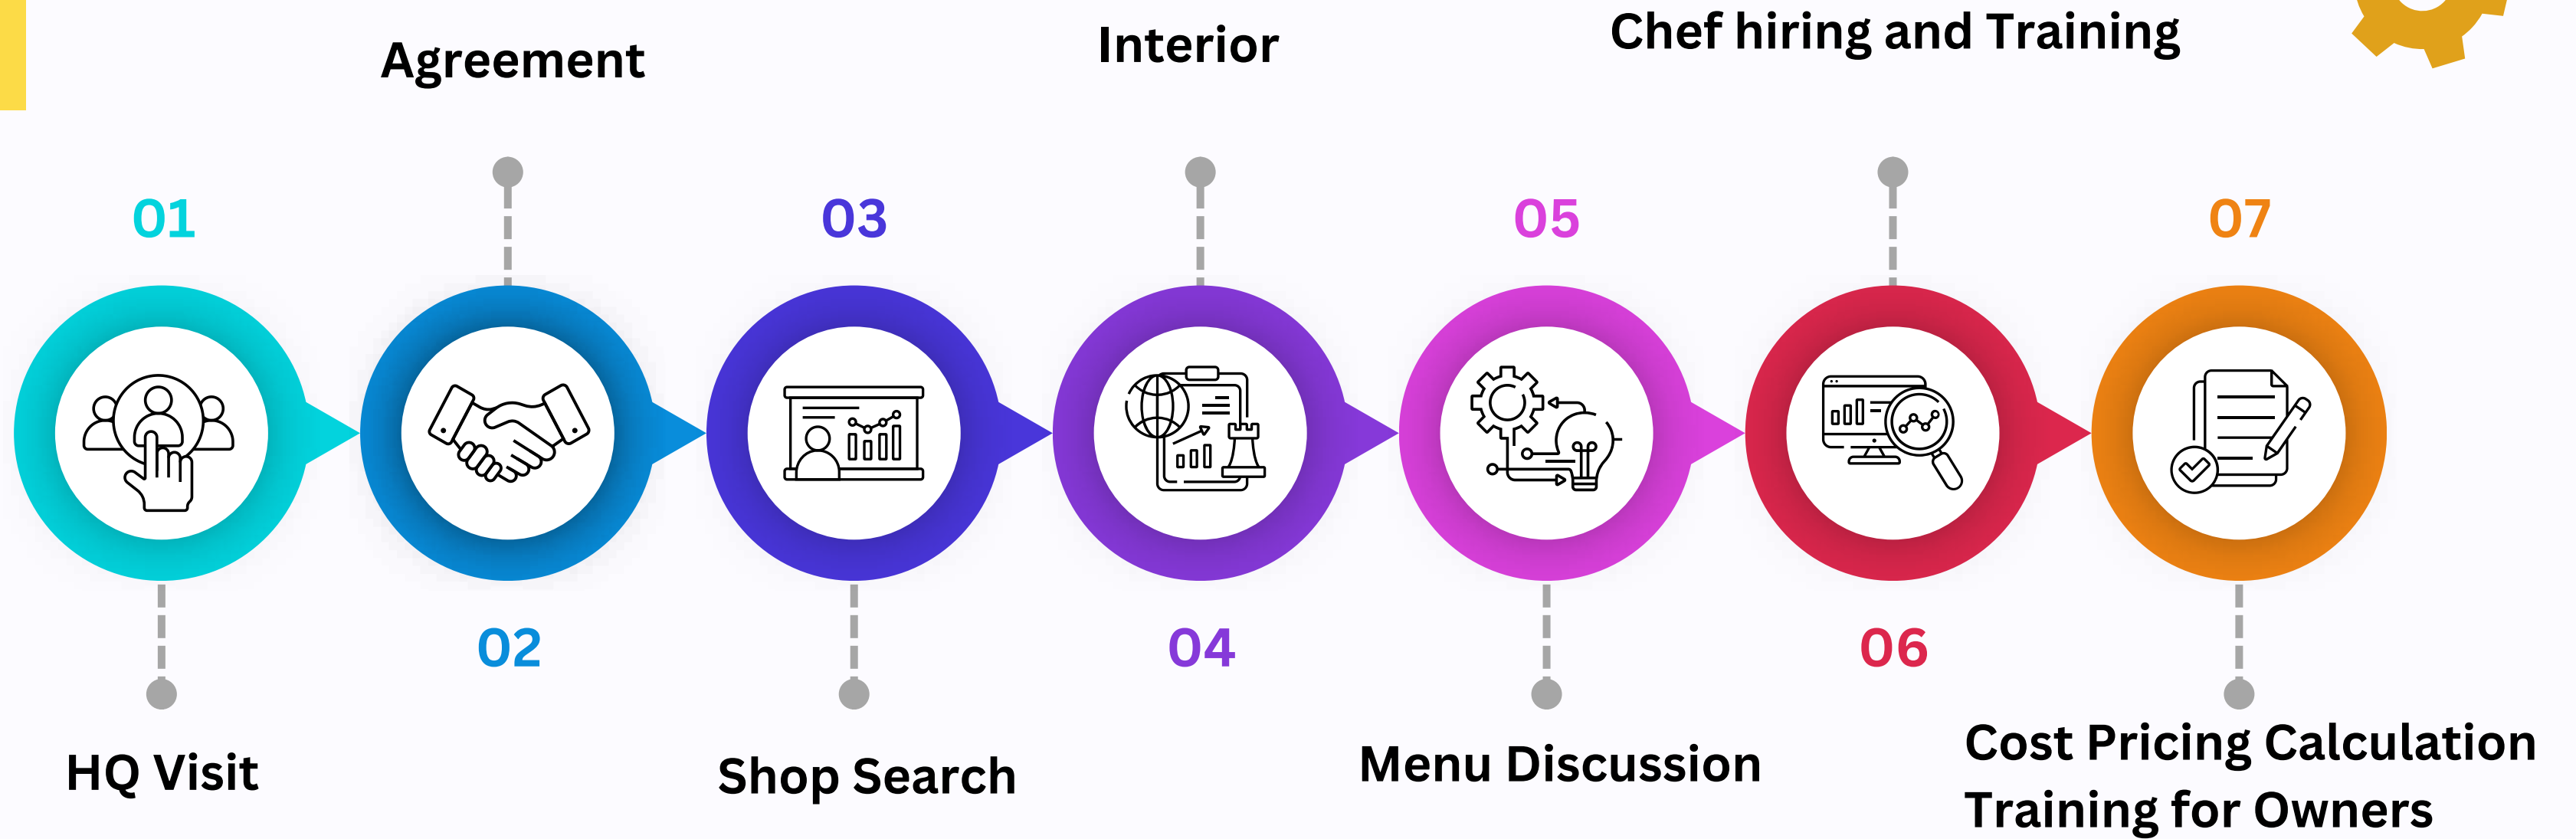 Agreement
Interior
Chef hiring and Training
01
03
05
07
02
04
06
HQ Visit
Shop Search
Menu Discussion
Cost Pricing Calculation
Training for Owners